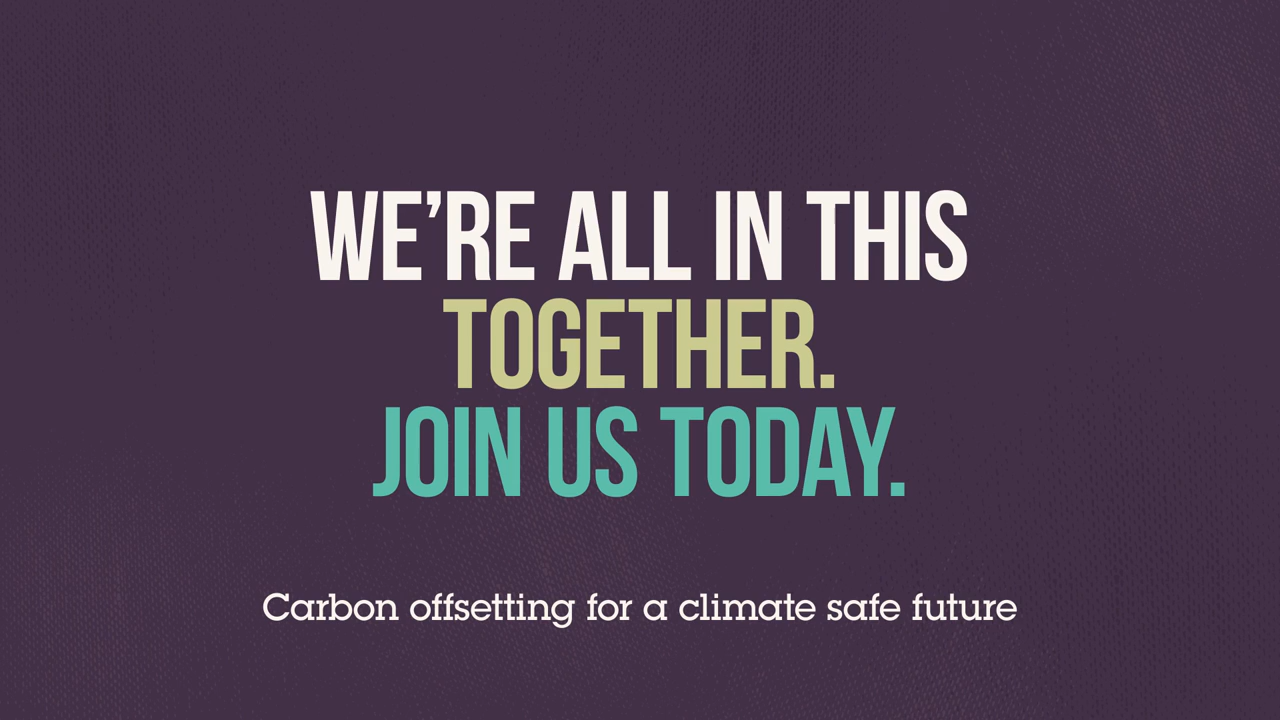 WE’RE ALL IN THIS
TOGETHER.
JOIN US TODAY.
Carbon offsetting for a climate safe future